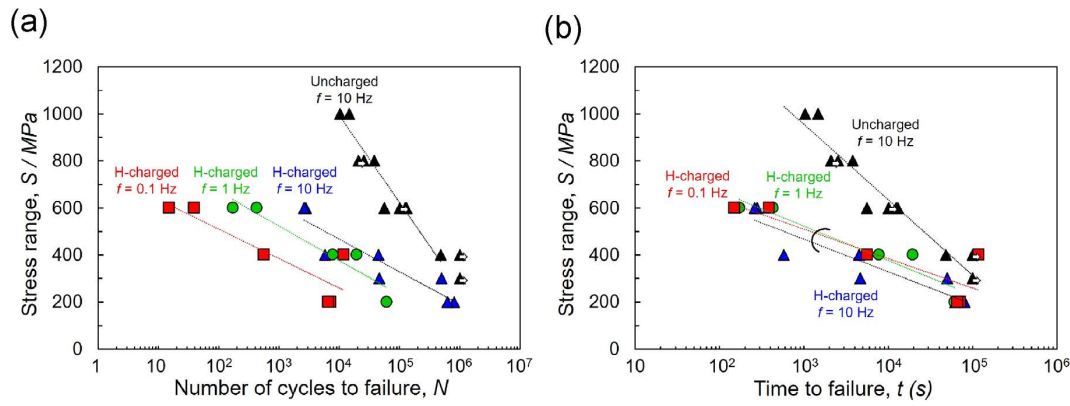 (a)
1200
1000
800
600
400
200
0
Stress range, S / MPa
Uncharged
f = 10 Hz
H-charged
f = 0.1 Hz
H-charged
f = 1 Hz
H-charged
f = 10 Hz
1
10
10²
10³
10⁴
10⁵
10⁶
10⁷
Number of cycles to failure, N
(b)
1200
1000
800
600
400
200
0
Stress range, S / MPa
Uncharged
f = 10 Hz
H-charged
f = 0.1 Hz
H-charged
f = 1 Hz
H-charged
f = 10 Hz
10
10²
10³
10⁴
10⁵
10⁶
Time to failure, t (s)